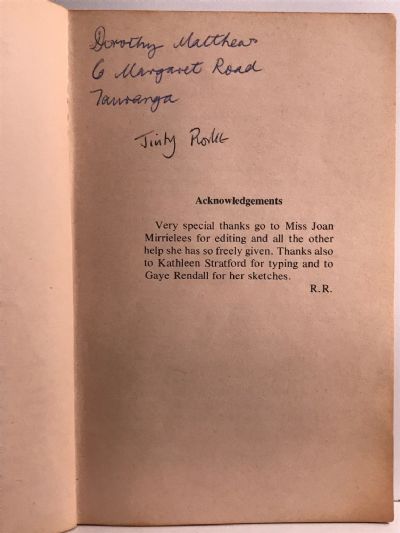 Dorothy Matthews
6 Margaret Road
Tauranga
Jinty Rorke
Acknowledgements
Very special thanks go to Miss Joan
Mirrielees for editing and all the other
help she has so freely given. Thanks also
to Kathleen Stratford for typing and to
Gaye Rendall for her sketches.
R.R.